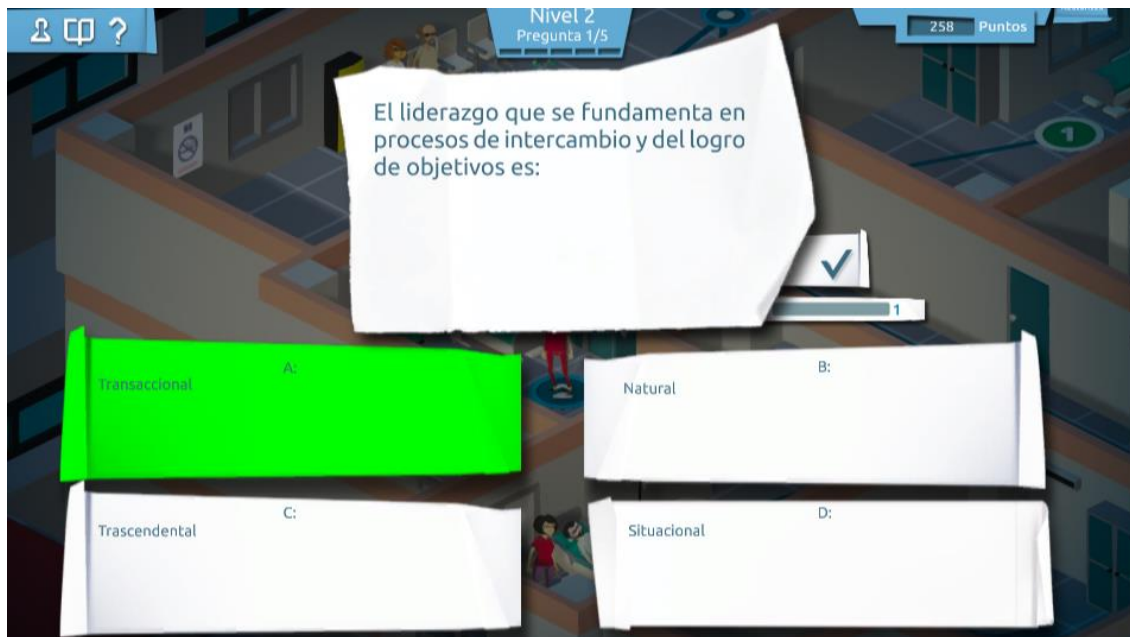 ?
Nivel 2
Pregunta 1/5
258 Puntos
El liderazgo que se fundamenta en
procesos de intercambio y del logro
de objetivos es:
1
1
A:
Transaccional
B:
Natural
C:
Trascendental
D:
Situacional